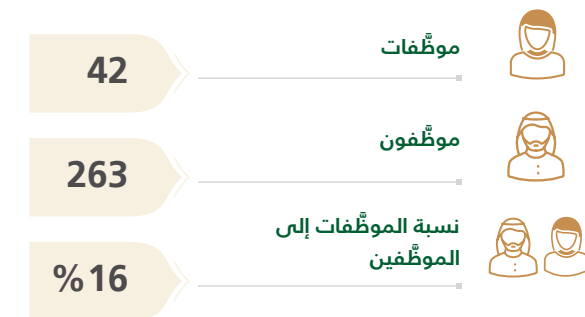 موظَّفات
42
موظَّفون
263
نسبة الموظَّفات إلى
الموظَّفين
%16